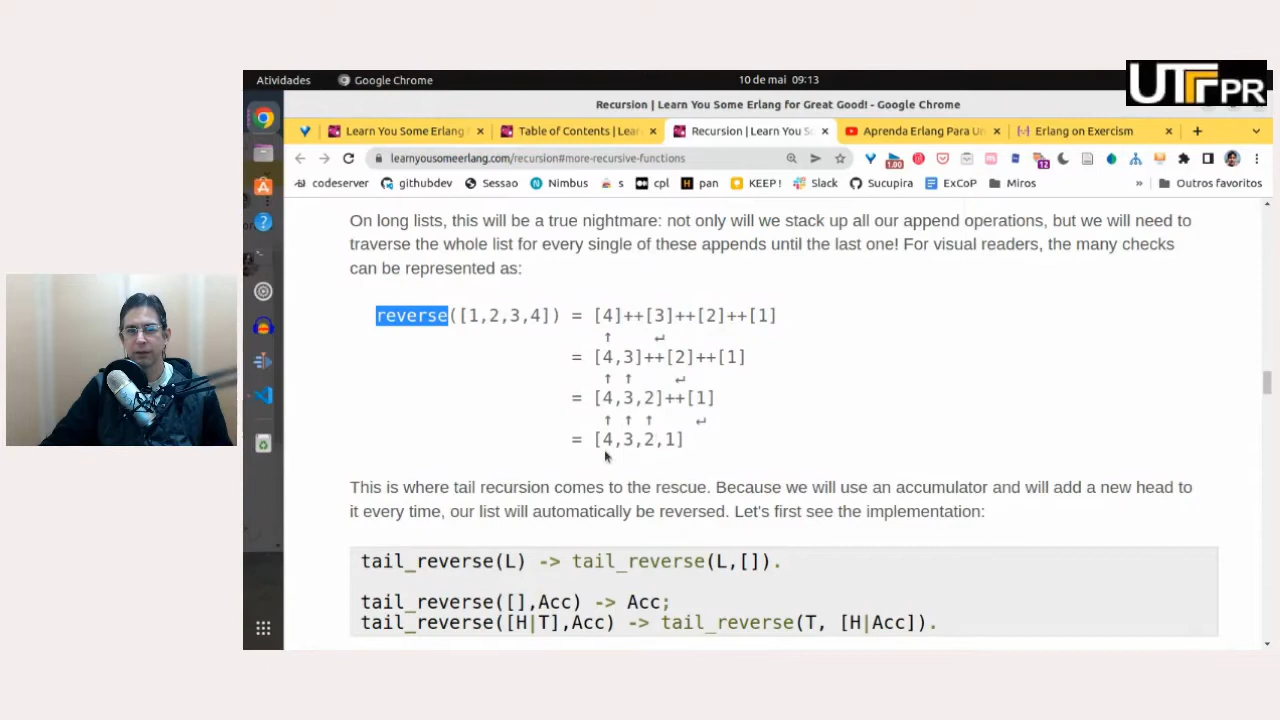 UTFPR
Atividades Google Chrome 10 de mai 09:13
Recursion | Learn You Some Erlang for Great Good! - Google Chrome
Learn You Some Erlang Table of Contents | Lear Recursion | Learn You So Aprenda Erlang Para Un Erlang on Exercism
learnyousomeerlang.com/recursion#more-recursive-functions 1.00 12
codeserver githubdev Sessao Nimbus s cpl pan KEEP ! Slack Sucupira ExCoP Miros » Outros favoritos
On long lists, this will be a true nightmare: not only will we stack up all our append operations, but we will need to
traverse the whole list for every single of these appends until the last one! For visual readers, the many checks
can be represented as:
reverse([1,2,3,4]) = [4]++[3]++[2]++[1]
↑ ↵
= [4,3]++[2]++[1]
↑ ↑ ↵
= [4,3,2]++[1]
↑ ↑ ↑ ↵
= [4,3,2,1]
This is where tail recursion comes to the rescue. Because we will use an accumulator and will add a new head to
it every time, our list will automatically be reversed. Let's first see the implementation:
tail_reverse(L) -> tail_reverse(L,[]).
tail_reverse([],Acc) -> Acc;
tail_reverse([H|T],Acc) -> tail_reverse(T, [H|Acc]).